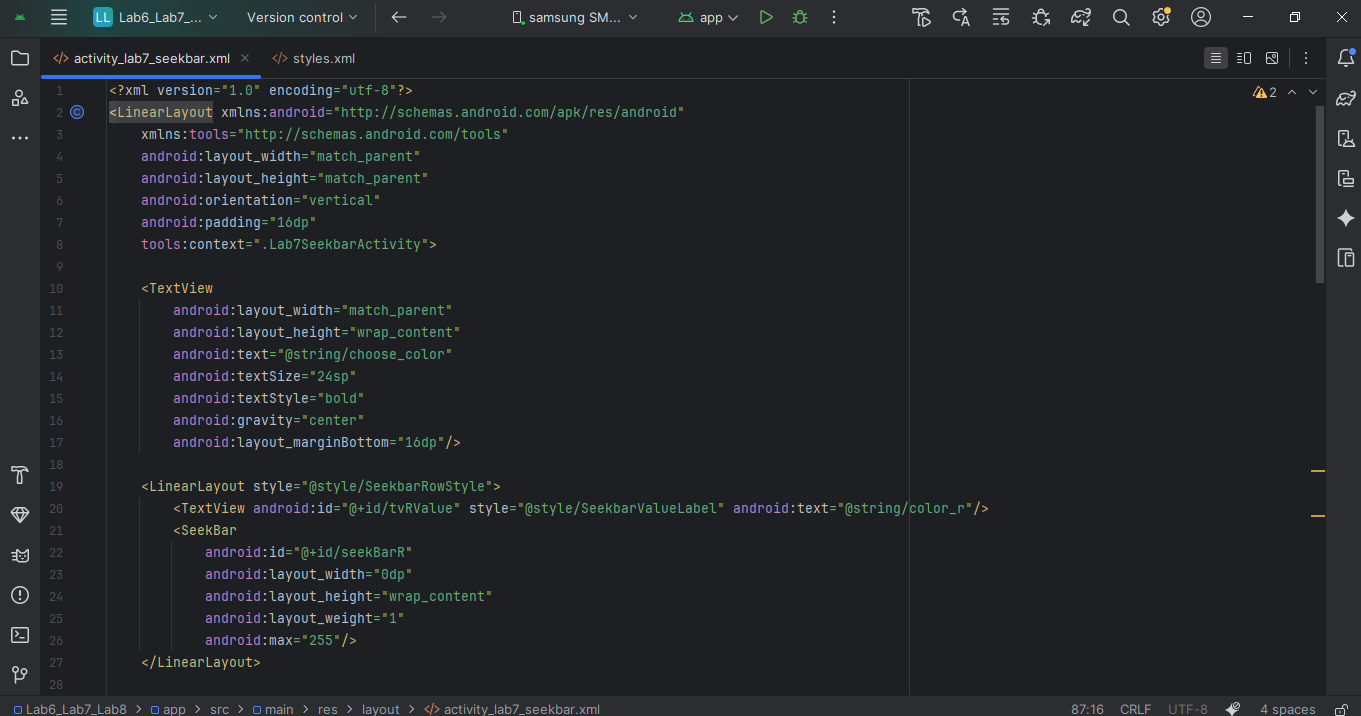 LL Lab6_Lab7_... Version control samsung SM... app
activity_lab7_seekbar.xml styles.xml
2
1 <?xml version="1.0" encoding="utf-8"?>
2 <LinearLayout xmlns:android="http://schemas.android.com/apk/res/android"
3 xmlns:tools="http://schemas.android.com/tools"
4 android:layout_width="match_parent"
5 android:layout_height="match_parent"
6 android:orientation="vertical"
7 android:padding="16dp"
8 tools:context=".Lab7SeekbarActivity">
9
10 <TextView
11 android:layout_width="match_parent"
12 android:layout_height="wrap_content"
13 android:text="@string/choose_color"
14 android:textSize="24sp"
15 android:textStyle="bold"
16 android:gravity="center"
17 android:layout_marginBottom="16dp"/>
18
19 <LinearLayout style="@style/SeekbarRowStyle">
20 <TextView android:id="@+id/tvRValue" style="@style/SeekbarValueLabel" android:text="@string/color_r"/>
21 <SeekBar
22 android:id="@+id/seekBarR"
23 android:layout_width="0dp"
24 android:layout_height="wrap_content"
25 android:layout_weight="1"
26 android:max="255"/>
27 </LinearLayout>
28
Lab6_Lab7_Lab8 > app > src > main > res > layout > activity_lab7_seekbar.xml 87:16 CRLF UTF-8 4 spaces